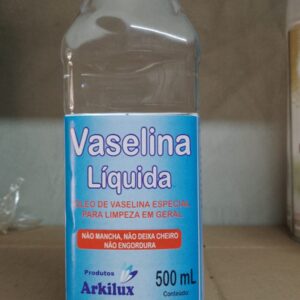 Vaselina
Líquida
ÓLEO DE VASELINA ESPECIAL
PARA LIMPEZA EM GERAL
NÃO MANCHA, NÃO DEIXA CHEIRO
NÃO ENGORDURA
Produtos
Arkilux
500 mL
Conteúdo